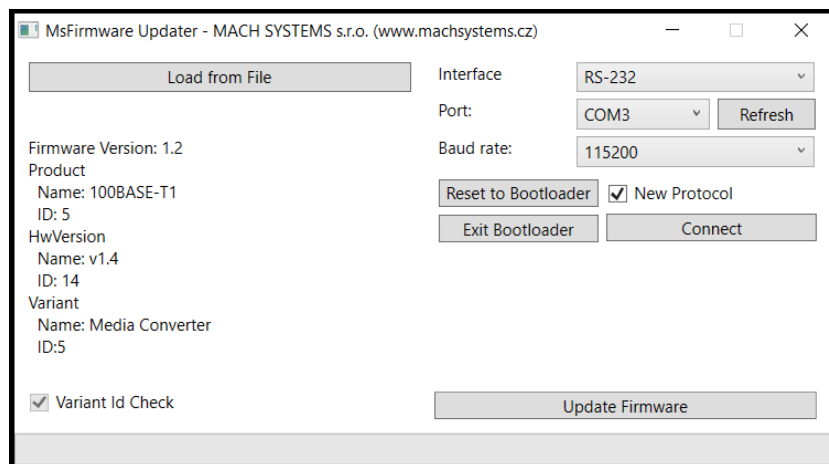 MsFirmware Updater - MACH SYSTEMS s.r.o. (www.machsystems.cz)
Load from File
Firmware Version: 1.2
Product
Name: 100BASE-T1
ID: 5
HwVersion
Name: v1.4
ID: 14
Variant
Name: Media Converter
ID:5
Variant Id Check
Interface
RS-232
Port:
COM3
Refresh
Baud rate:
115200
Reset to Bootloader
New Protocol
Exit Bootloader
Connect
Update Firmware